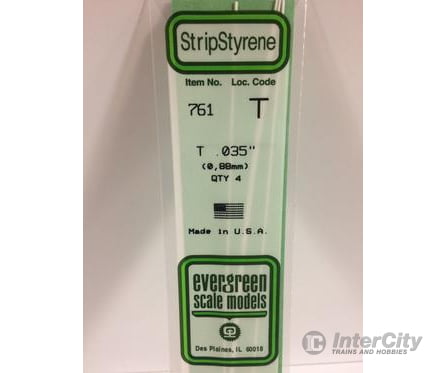 StripStyrene
Item No. Loc. Code
761 T
T .035"
(0,88mm)
QTY 4
Made in U.S.A.
evergreen
scale models
Des Plaines, IL 60018
InterCity
TRAINS AND HOBBIES